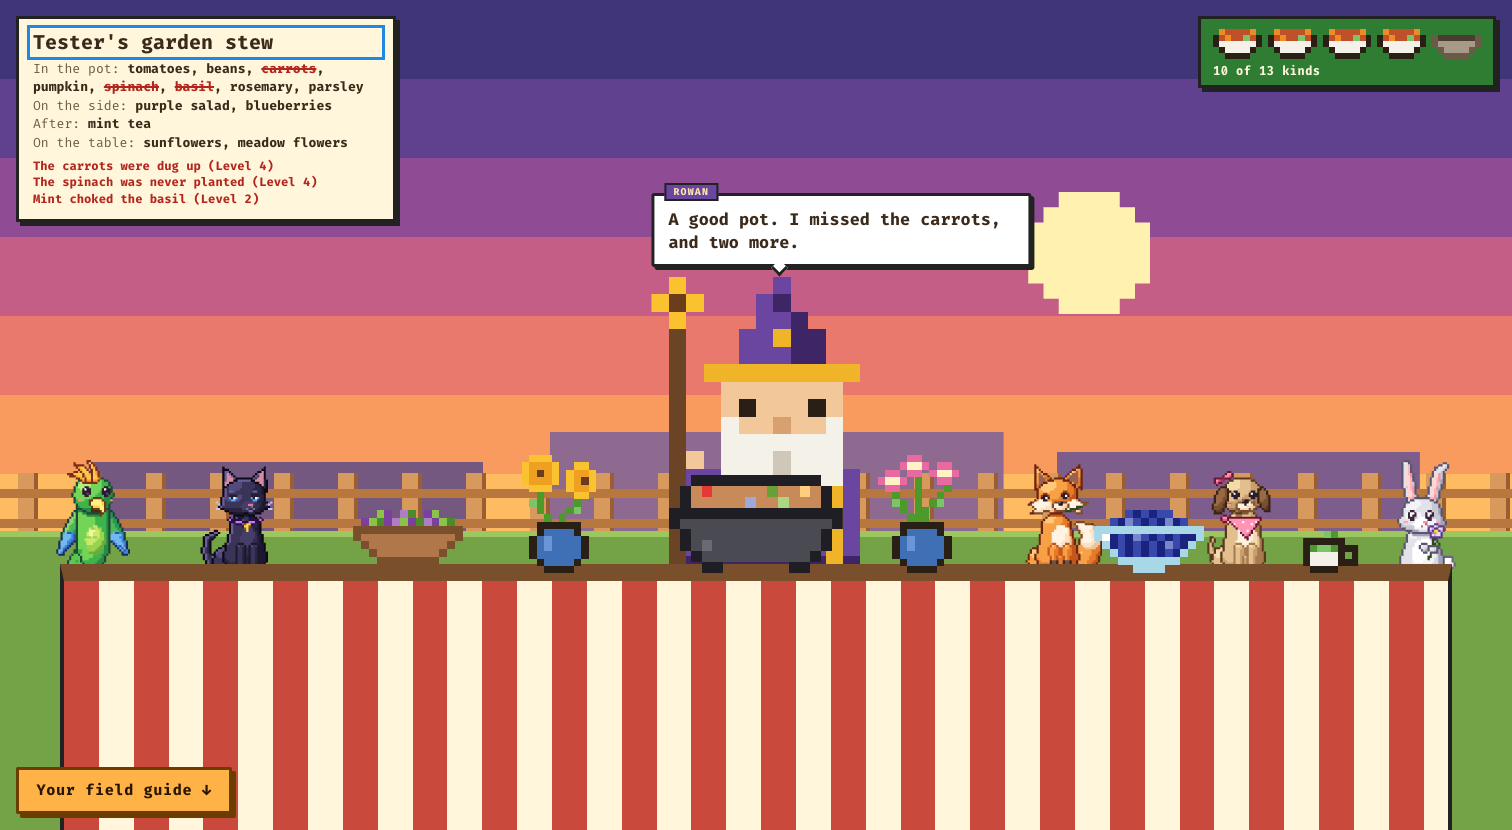 Tester's garden stew
In the pot: tomatoes, beans, carrots,
pumpkin, spinach, basil, rosemary, parsley
On the side: purple salad, blueberries
After: mint tea
On the table: sunflowers, meadow flowers
The carrots were dug up (Level 4)
The spinach was never planted (Level 4)
Mint choked the basil (Level 2)
10 of 13 kinds
ROWAN
A good pot. I missed the carrots,
and two more.
Your field guide ↓